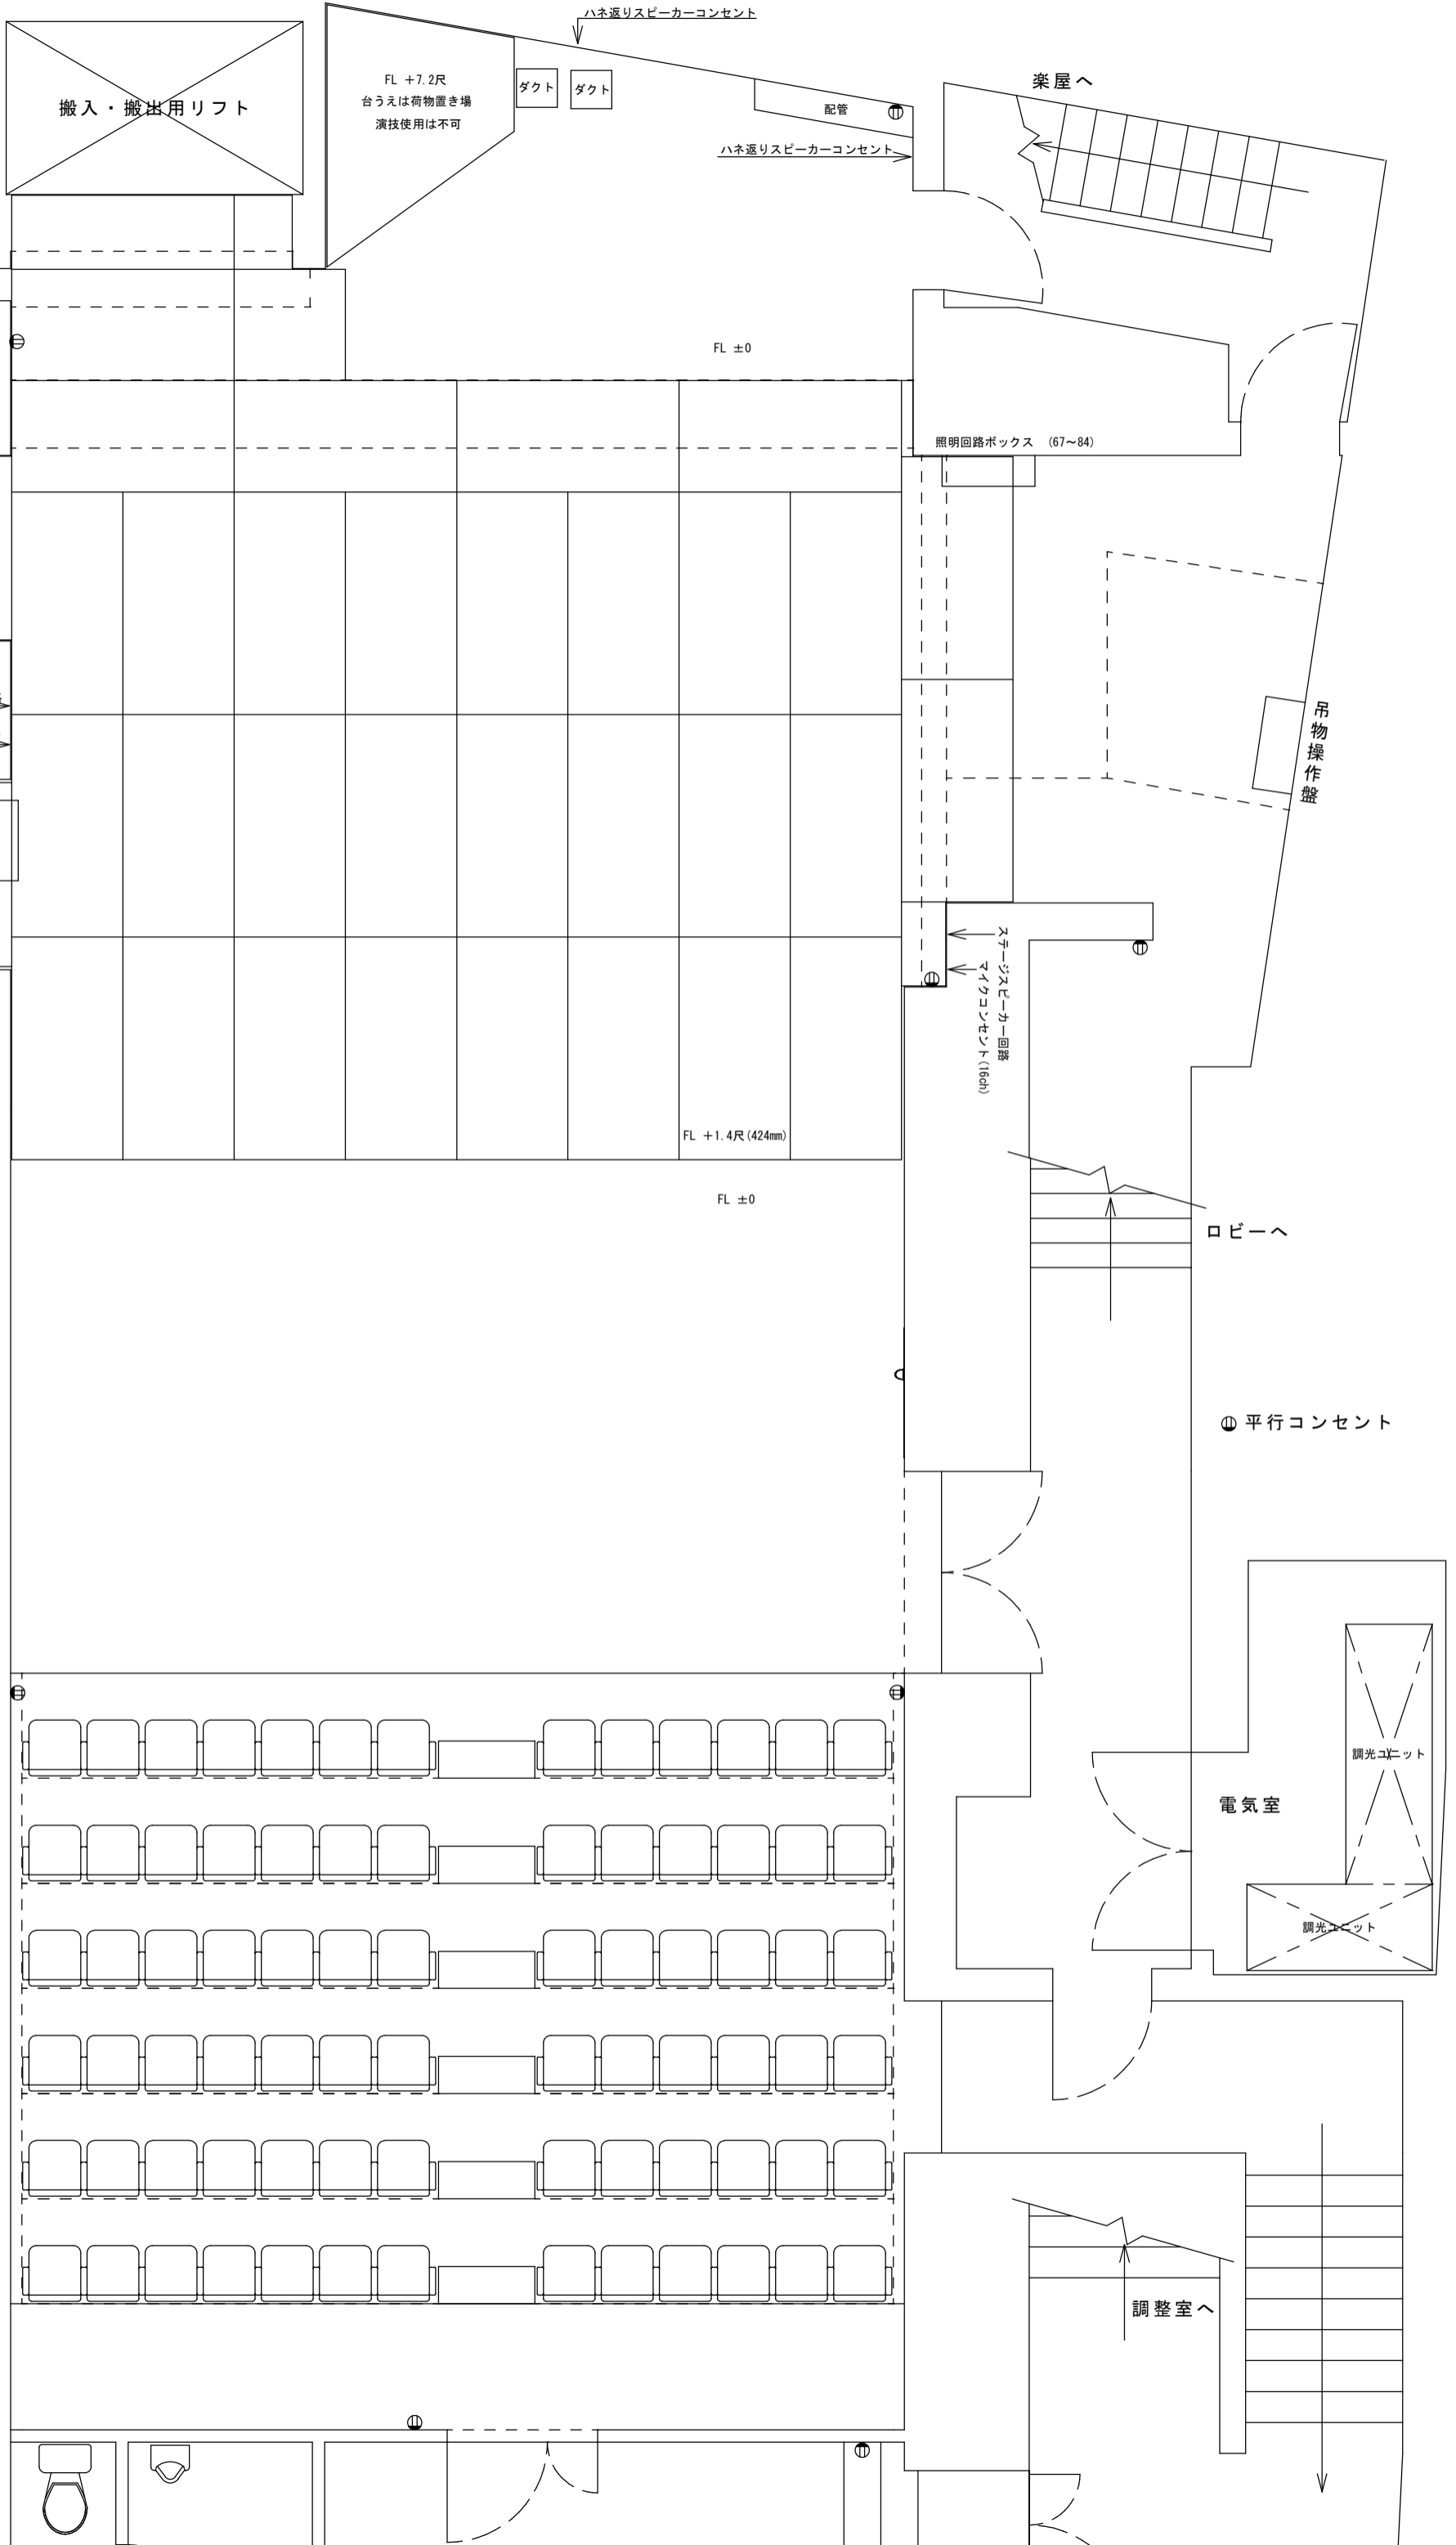 ハネ返りスピーカーコンセント
搬入・搬出用リフト
FL +7.2尺
台うえは荷物置き場
演技使用は不可
ダクト
ダクト
配管
楽屋へ
ハネ返りスピーカーコンセント
FL ±0
照明回路ボックス (67〜84)
吊物操作盤
ステージスピーカー回路
マイクコンセント(16ch)
FL +1.4尺(424mm)
FL ±0
ロビーへ
平行コンセント
調光ユニット
電気室
調光ユニット
調整室へ